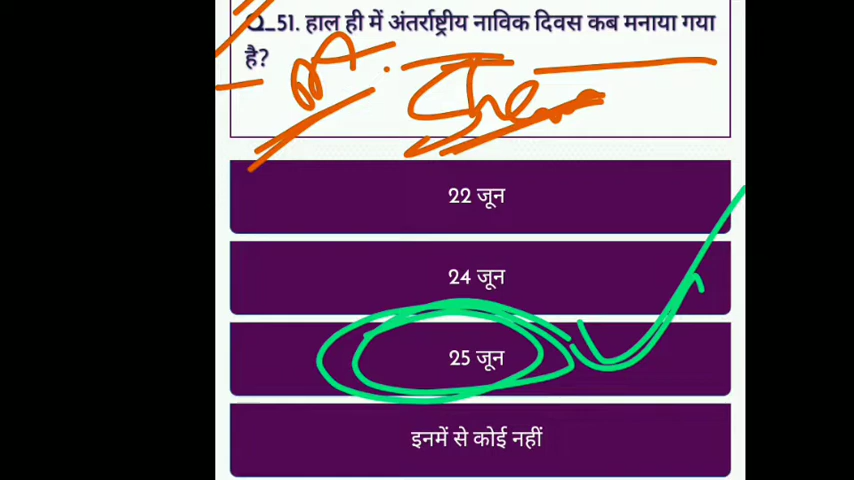 Q_51. हाल ही में अंतर्राष्ट्रीय नाविक दिवस कब मनाया गया
है?
22 जून
24 जून
25 जून
इनमें से कोई नहीं